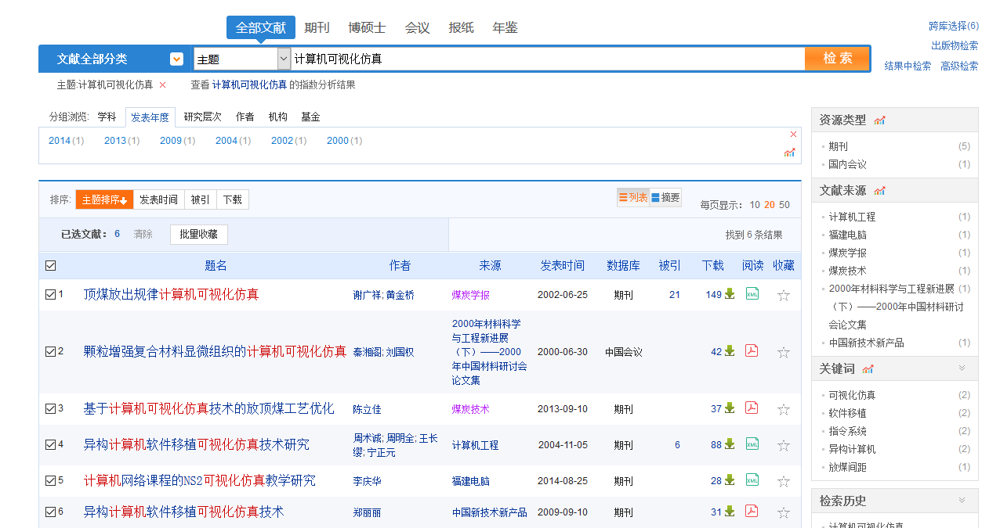 全部文献 期刊 博硕士 会议 报纸 年鉴
跨库选择(6)
出版物检索
文献全部分类 主题 计算机可视化仿真 检 索
结果中检索 高级检索
主题:计算机可视化仿真 × 查看 计算机可视化仿真 的指数分析结果
分组浏览: 学科 发表年度 研究层次 作者 机构 基金
2014(1) 2013(1) 2009(1) 2004(1) 2002(1) 2000(1)
排序: 主题排序 发表时间 被引 下载 列表 摘要 每页显示: 10 20 50
已选文献: 6 清除 批量收藏 找到 6 条结果
题名 作者 来源 发表时间 数据库 被引 下载 阅读 收藏
1 顶煤放出规律计算机可视化仿真 谢广祥; 黄金桥 煤炭学报 2002-06-25 期刊 21 149 XML
2 颗粒增强复合材料显微组织的计算机可视化仿真 秦湘阁; 刘国权 2000年材料科学
与工程新进展
(下)——2000
年中国材料研讨会
论文集 2000-06-30 中国会议 42
3 基于计算机可视化仿真技术的放顶煤工艺优化 陈立佳 煤炭技术 2013-09-10 期刊 37
4 异构计算机软件移植可视化仿真技术研究 周术诚; 周明全; 王长
缨; 宁正元 计算机工程 2004-11-05 期刊 6 88 XML
5 计算机网络课程的NS2可视化仿真教学研究 李庆华 福建电脑 2014-08-25 期刊 28 XML
6 异构计算机软件移植可视化仿真技术 郑丽丽 中国新技术新产品 2009-09-10 期刊 31
资源类型
期刊 (5)
国内会议 (1)
文献来源
计算机工程 (1)
福建电脑 (1)
煤炭学报 (1)
煤炭技术 (1)
2000年材料科学与工程新进展 (1)
(下)——2000年中国材料研讨
会论文集
中国新技术新产品 (1)
关键词
可视化仿真 (2)
软件移植 (2)
指令系统 (2)
异构计算机 (2)
放煤间距 (1)
检索历史
计算机可视化仿真